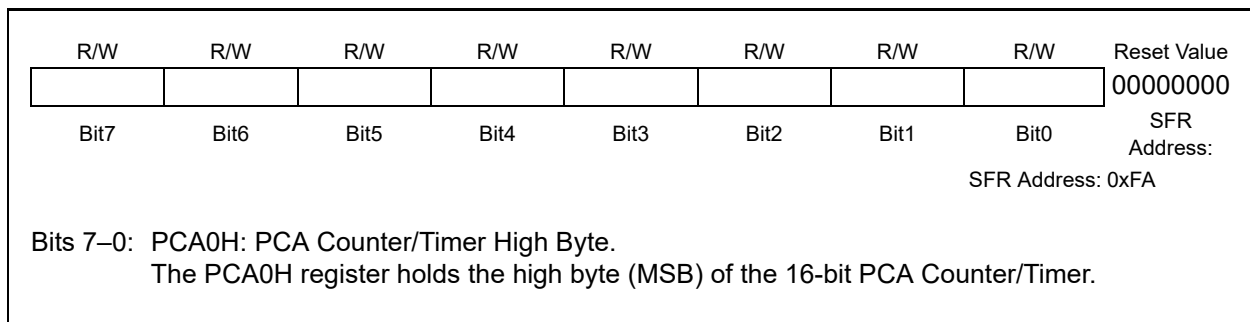 R/W R/W R/W R/W R/W R/W R/W R/W Reset Value
00000000
Bit7 Bit6 Bit5 Bit4 Bit3 Bit2 Bit1 Bit0 SFR
Address:
SFR Address: 0xFA
Bits 7–0: PCA0H: PCA Counter/Timer High Byte.
The PCA0H register holds the high byte (MSB) of the 16-bit PCA Counter/Timer.